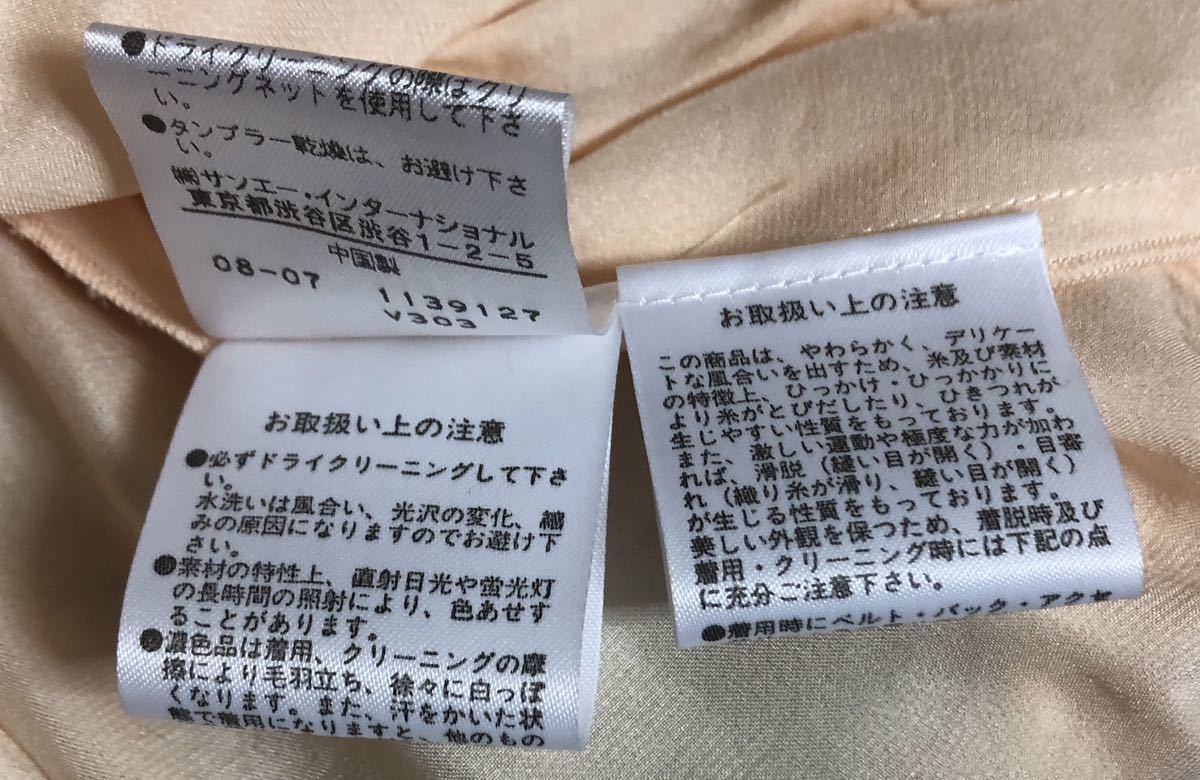 ●ドライクリーニングの際はクリ
ーニングネットを使用して下さ
い。
●タンブラー乾燥は、お避け下さ
い。
㈱サンエー・インターナショナル
東京都渋谷区渋谷1-2-5
中国製
08-07
1139127
V303
お取扱い上の注意
●必ずドライクリーニングして下さ
い。
水洗いは風合い、光沢の変化、縮
みの原因になりますのでお避け下
さい。
●素材の特性上、直射日光や蛍光灯
の長時間の照射により、色あせす
ることがあります。
●濃色品は着用、クリーニングの摩
擦により毛羽立ち、徐々に白っぽ
くなります。また、汗をかいた状
態で着用になりますと、他のもの
お取扱い上の注意
この商品は、やわらかく、デリケー
トな風合いを出すため、糸及び素材
の特徴上、ひっかけ・ひっかかりに
より糸がとびだしたり、ひきつれが
生じやすい性質をもっております。
また、激しい運動や極度な力が加わ
れば、滑脱（縫い目が開く）・目寄
れ（織り糸が滑り、縫い目が開く）
が生じる性質をもっております。
美しい外観を保つため、着脱時及び
着用・クリーニング時には下記の点
に充分ご注意下さい。
●着用時にベルト・バック・アクセ